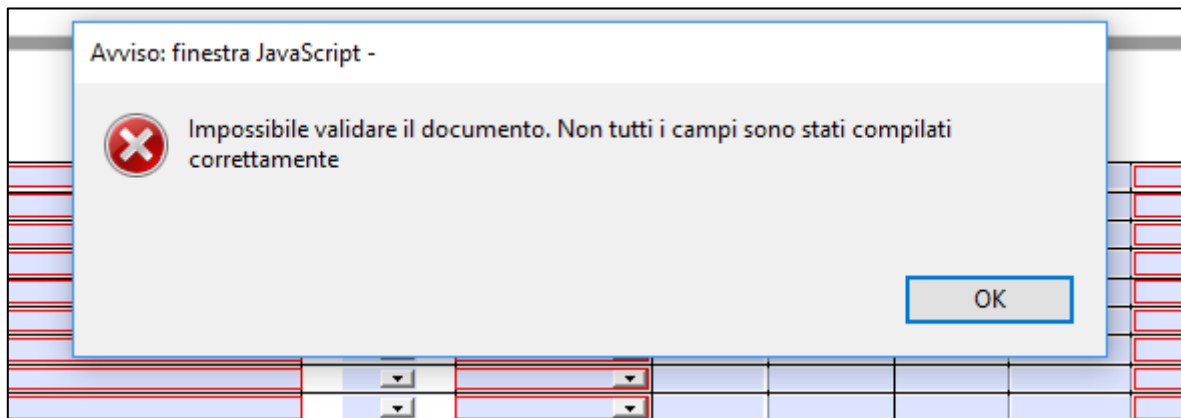 Avviso: finestra JavaScript -
Impossibile validare il documento. Non tutti i campi sono stati compilati
correttamente
OK